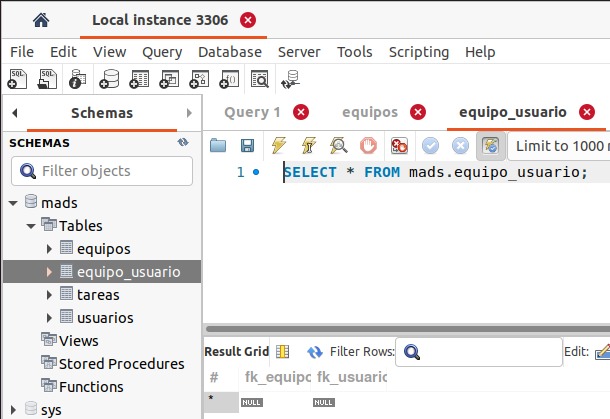 Local instance 3306
File Edit View Query Database Server Tools Scripting Help
Schemas
Query 1 equipos equipo_usuario
SCHEMAS
Limit to 1000
Filter objects
1 SELECT * FROM mads.equipo_usuario;
mads
Tables
equipos
equipo_usuario
tareas
usuarios
Views
Stored Procedures
Functions
sys
Result Grid Filter Rows: Edit:
# fk_equipo fk_usuario
* NULL NULL